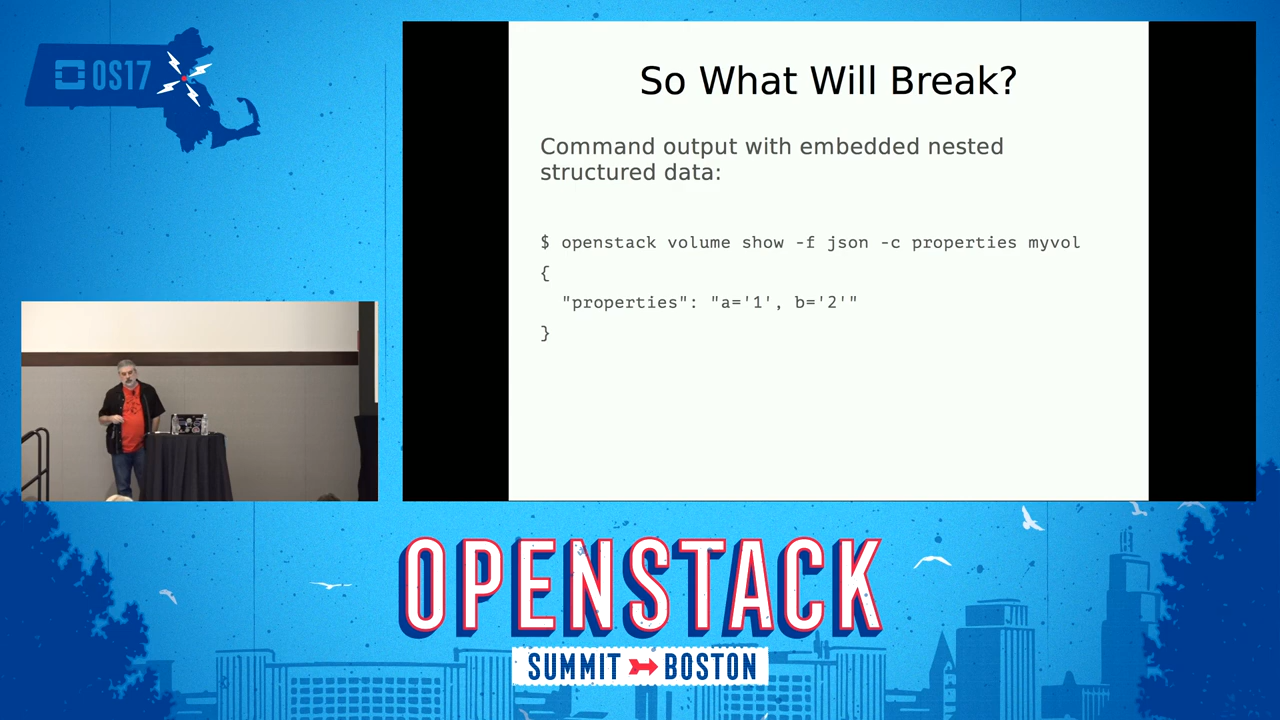 OS17
So What Will Break?
Command output with embedded nested
structured data:
$ openstack volume show -f json -c properties myvol
{
  "properties": "a='1', b='2'"
}
OPENSTACK
SUMMIT BOSTON